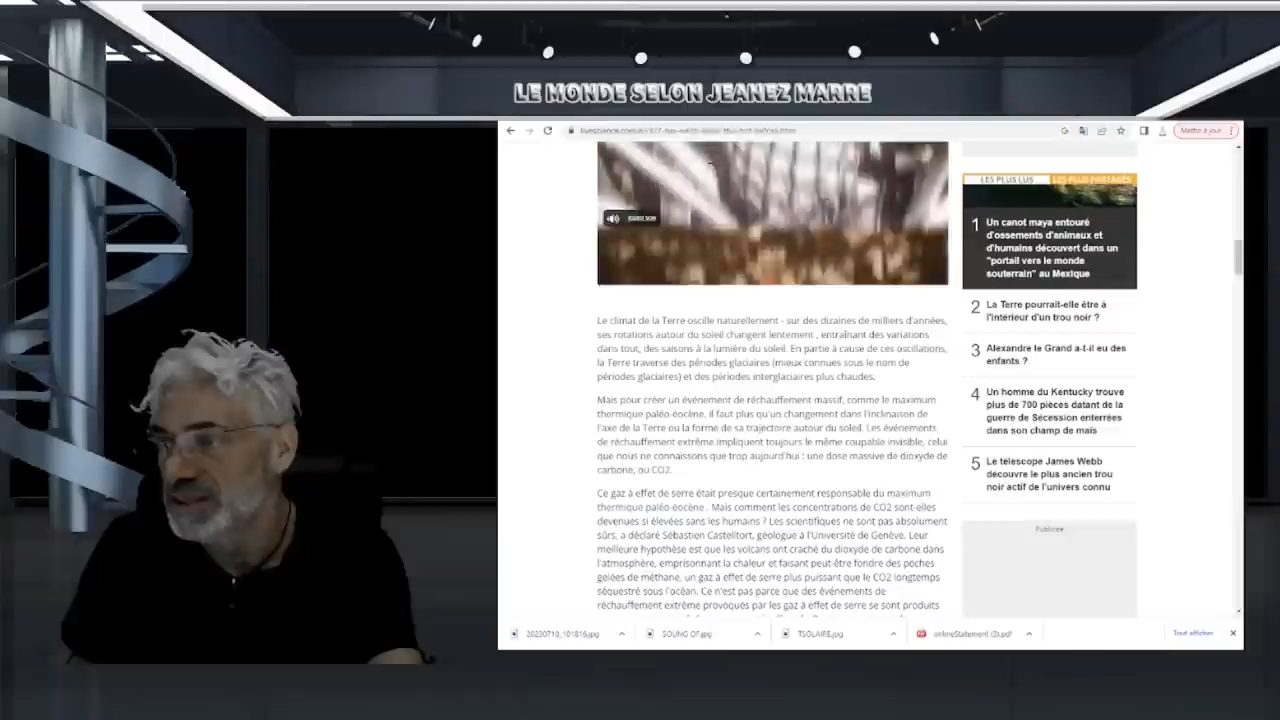 LE MONDE SELON JEANEZ MARRE
Mettre à jour
LES PLUS LUS
LES PLUS PARTAGÉS
1
Un canot maya entouré
d'ossements d'animaux et
d'humains découvert dans un
"portail vers le monde
souterrain" au Mexique
2
La Terre pourrait-elle être à
l'intérieur d'un trou noir ?
3
Alexandre le Grand a-t-il eu des
enfants ?
4
Un homme du Kentucky trouve
plus de 700 pièces datant de la
guerre de Sécession enterrées
dans son champ de maïs
5
Le télescope James Webb
découvre le plus ancien trou
noir actif de l'univers connu
Publicité
Le climat de la Terre oscille naturellement - sur des dizaines de milliers d'années,
ses rotations autour du soleil changent lentement , entraînant des variations
dans tout, des saisons à la lumière du soleil. En partie à cause de ces oscillations,
la Terre traverse des périodes glaciaires (mieux connues sous le nom de
périodes glaciaires) et des périodes interglaciaires plus chaudes.
Mais pour créer un événement de réchauffement massif, comme le maximum
thermique paléo-éocène, il faut plus qu'un changement dans l'inclinaison de
l'axe de la Terre ou la forme de sa trajectoire autour du soleil. Les événements
de réchauffement extrême impliquent toujours le même coupable invisible, celui
que nous ne connaissons que trop aujourd'hui : une dose massive de dioxyde de
carbone, ou CO2.
Ce gaz à effet de serre était presque certainement responsable du maximum
thermique paléo-éocène . Mais comment les concentrations de CO2 sont-elles
devenues si élevées sans les humains ? Les scientifiques ne sont pas absolument
sûrs, a déclaré Sébastien Castelltort, géologue à l'Université de Genève. Leur
meilleure hypothèse est que les volcans ont craché du dioxyde de carbone dans
l'atmosphère, emprisonnant la chaleur et faisant peut-être fondre des poches
gelées de méthane, un gaz à effet de serre plus puissant que le CO2 longtemps
séquestré sous l'océan. Ce n'est pas parce que des événements de
réchauffement extrême provoqués par les gaz à effet de serre se sont produits
20230710_101816.jpg
SOUNG OF.jpg
TSOLAIRE.jpg
onlineStatement (3).pdf
Tout afficher